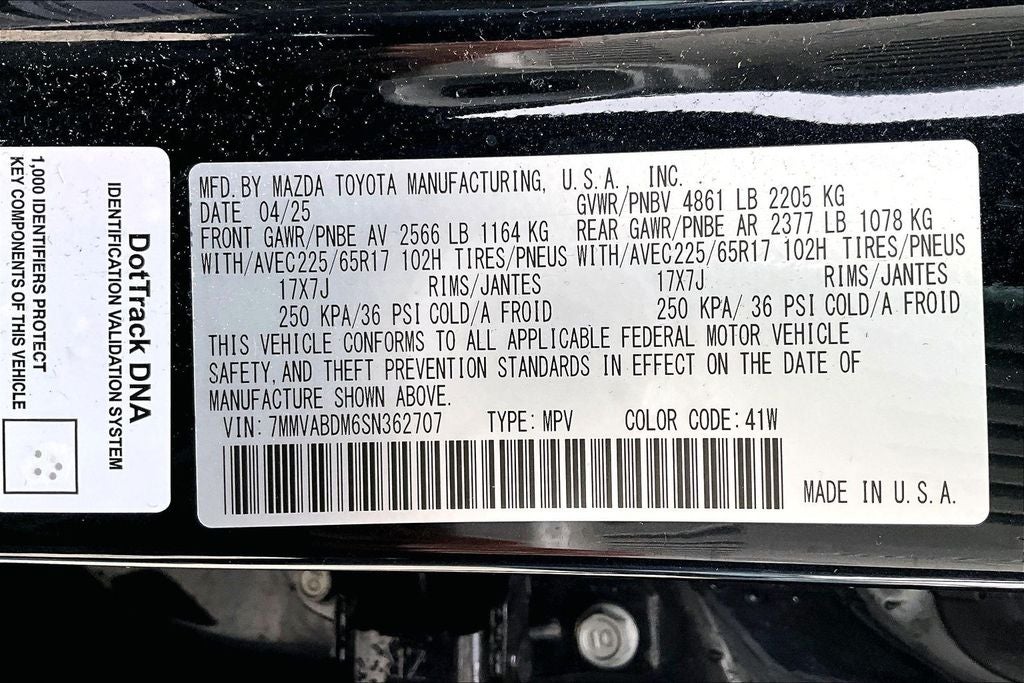 MFD. BY MAZDA TOYOTA MANUFACTURING, U.S.A., INC.
DATE 04/25 GVWR/PNBV 4861 LB 2205 KG
FRONT GAWR/PNBE AV 2566 LB 1164 KG REAR GAWR/PNBE AR 2377 LB 1078 KG
WITH/AVEC225/65R17 102H TIRES/PNEUS WITH/AVEC225/65R17 102H TIRES/PNEUS
17X7J RIMS/JANTES 17X7J RIMS/JANTES
250 KPA/36 PSI COLD/A FROID 250 KPA/ 36 PSI COLD/A FROID
THIS VEHICLE CONFORMS TO ALL APPLICABLE FEDERAL MOTOR VEHICLE
SAFETY, AND THEFT PREVENTION STANDARDS IN EFFECT ON THE DATE OF
MANUFACTURE SHOWN ABOVE.
VIN: 7MMVABDM6SN362707 TYPE: MPV COLOR CODE: 41W
MADE IN U.S.A.
DotTrack DNA
IDENTIFICATION VALIDATION SYSTEM
1,000 IDENTIFIERS PROTECT
KEY COMPONENTS OF THIS VEHICLE
10